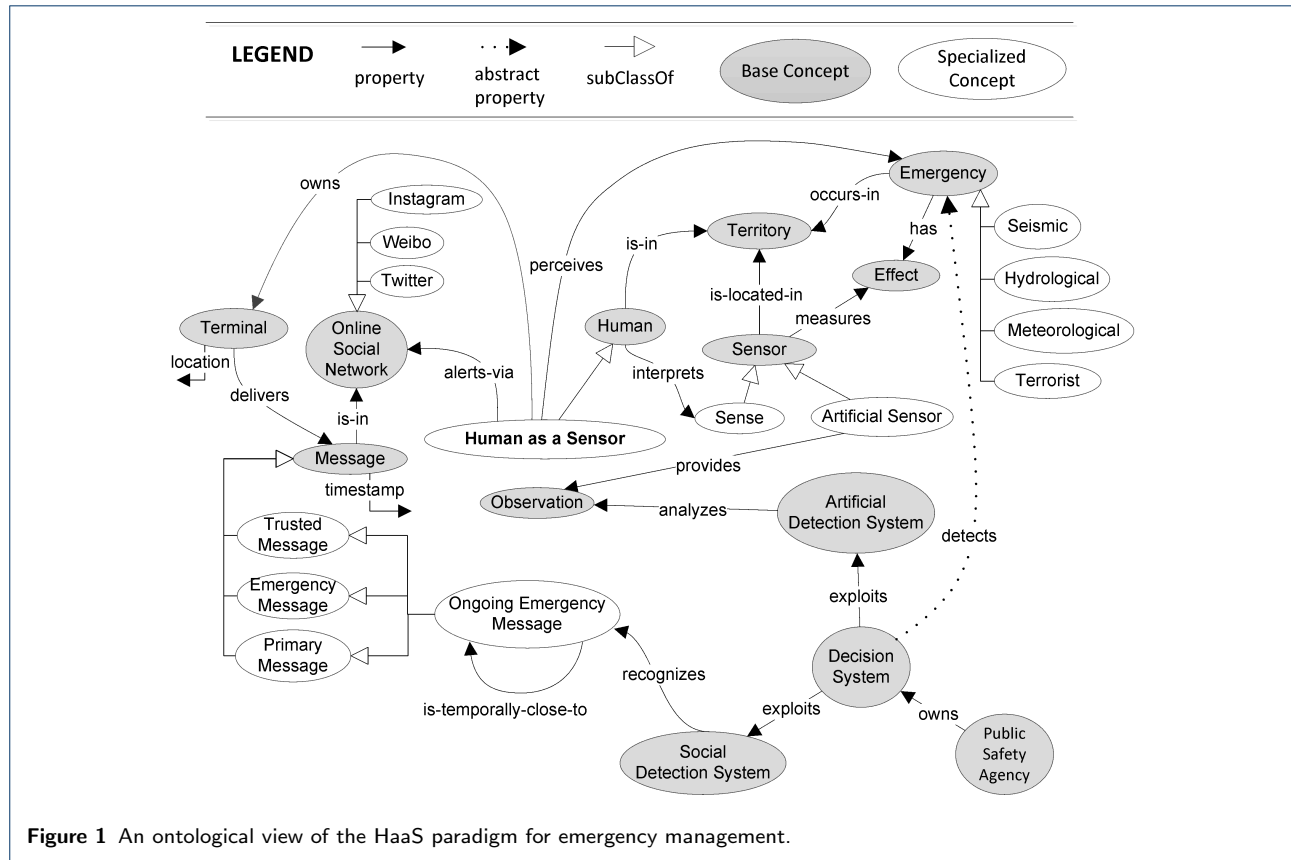 LEGEND
property
abstract
property
subClassOf
Base Concept
Specialized
Concept
owns
Instagram
Weibo
Twitter
perceives
Emergency
occurs-in
Territory
is-in
has
Effect
Seismic
Hydrological
Meteorological
Terrorist
is-located-in
measures
Terminal
location
delivers
Online
Social
Network
alerts-via
Human
interprets
Sensor
Sense
Artificial Sensor
is-in
Human as a Sensor
Message
timestamp
provides
Observation
analyzes
Artificial
Detection System
detects
Trusted
Message
Emergency
Message
Primary
Message
Ongoing Emergency
Message
is-temporally-close-to
recognizes
exploits
Decision
System
exploits
owns
Public
Safety
Agency
Social
Detection System
Figure 1 An ontological view of the HaaS paradigm for emergency management.